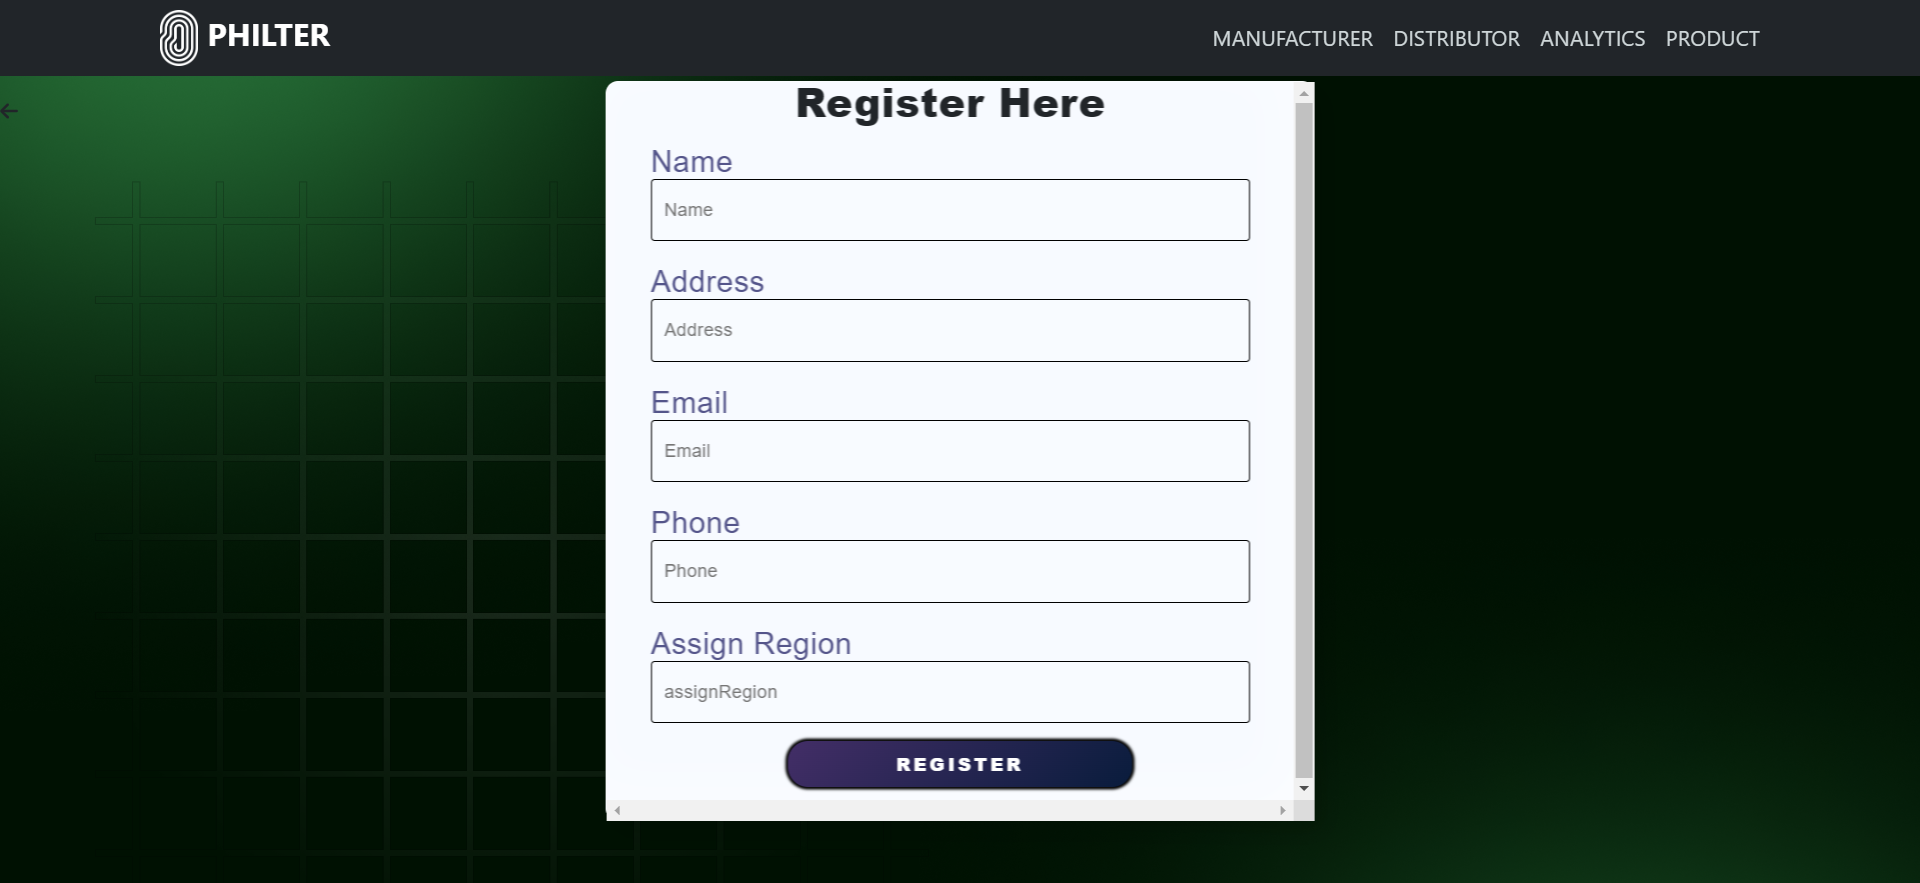 PHILTER
MANUFACTURER DISTRIBUTOR ANALYTICS PRODUCT
Register Here
Name
Name
Address
Address
Email
Email
Phone
Phone
Assign Region
assignRegion
REGISTER